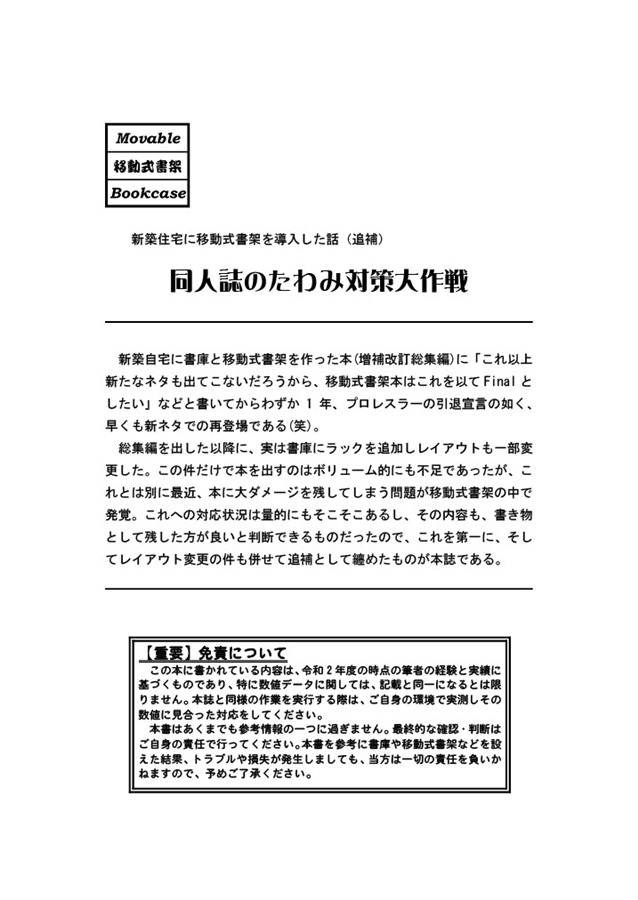 Movable
移動式書架
Bookcase
新築住宅に移動式書架を導入した話（追補）
同人誌のたわみ対策大作戦
新築自宅に書庫と移動式書架を作った本(増補改訂総集編)に「これ以上
新たなネタも出てこないだろうから、移動式書架本はこれを以てFinalと
したい」などと書いてからわずか 1 年、プロレスラーの引退宣言の如く、
早くも新ネタでの再登場である(笑)。
総集編を出した以降に、実は書庫にラックを追加しレイアウトも一部変
更した。この件だけで本を出すのはボリューム的にも不足であったが、こ
れとは別に最近、本に大ダメージを残してしまう問題が移動式書架の中で
発覚。これへの対応状況は量的にもそこそこあるし、その内容も、書き物
として残した方が良いと判断できるものだったので、これを第一に、そし
てレイアウト変更の件も併せて追補として纏めたものが本誌である。
【重要】免責について
この本に書かれている内容は、令和２年度の時点の筆者の経験と実績に
基づくものであり、特に数値データに関しては、記載と同一になるとは限
りません。本誌と同様の作業を実行する際は、ご自身の環境で実測しその
数値に見合った対応をしてください。
本書はあくまでも参考情報の一つに過ぎません。最終的な確認・判断は
ご自身の責任で行ってください。本書を参考に書庫や移動式書架などを設
えた結果、トラブルや損失が発生しましても、当方は一切の責任を負いか
ねますので、予めご了承ください。